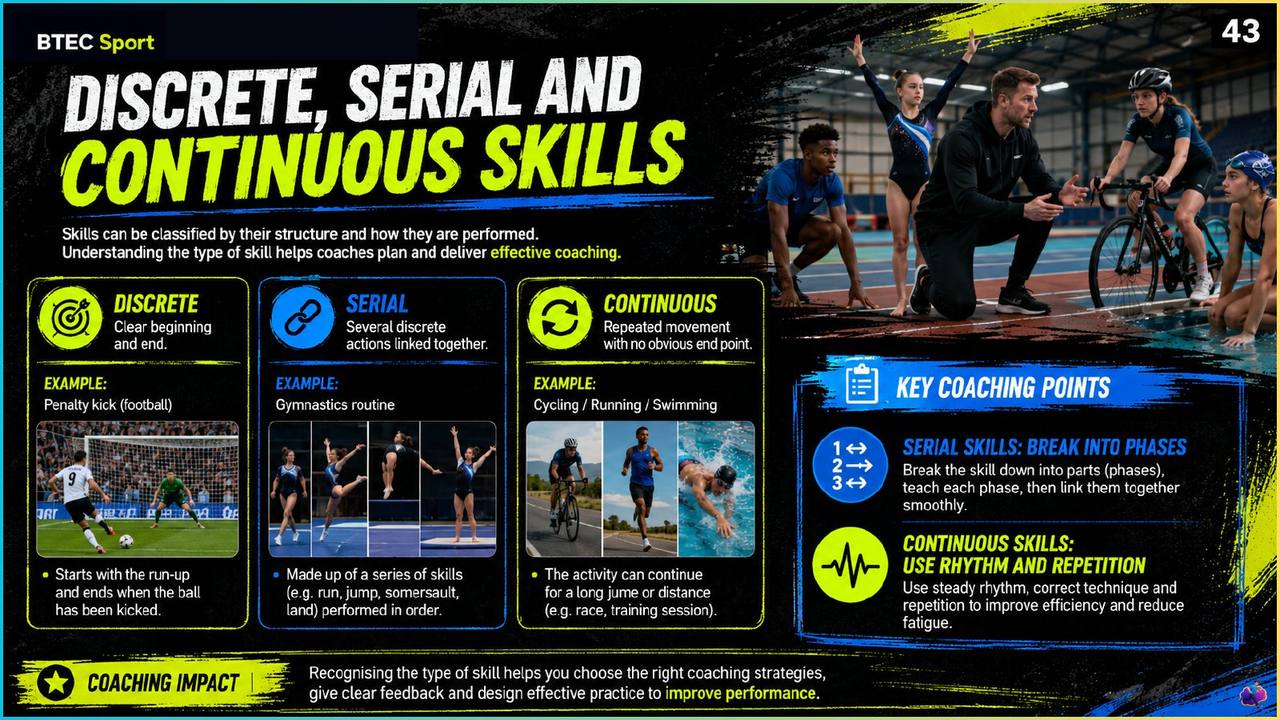 BTEC Sport
43
DISCRETE, SERIAL AND
CONTINUOUS SKILLS
Skills can be classified by their structure and how they are performed.
Understanding the type of skill helps coaches plan and deliver effective coaching.
DISCRETE
Clear beginning
and end.
EXAMPLE:
Penalty kick (football)
9
• Starts with the run-up
and ends when the ball
has been kicked.
SERIAL
Several discrete
actions linked together.
EXAMPLE:
Gymnastics routine
• Made up of a series of skills
(e.g. run, jump, somersault,
land) performed in order.
CONTINUOUS
Repeated movement
with no obvious end point.
EXAMPLE:
Cycling / Running / Swimming
• The activity can continue
for a long jume or distance
(e.g. race, training session).
KEY COACHING POINTS
1
2
3
SERIAL SKILLS: BREAK INTO PHASES
Break the skill down into parts (phases),
teach each phase, then link them together
smoothly.
CONTINUOUS SKILLS:
USE RHYTHM AND REPETITION
Use steady rhythm, correct technique and
repetition to improve efficiency and reduce
fatigue.
COACHING IMPACT
Recognising the type of skill helps you choose the right coaching strategies,
give clear feedback and design effective practice to improve performance.